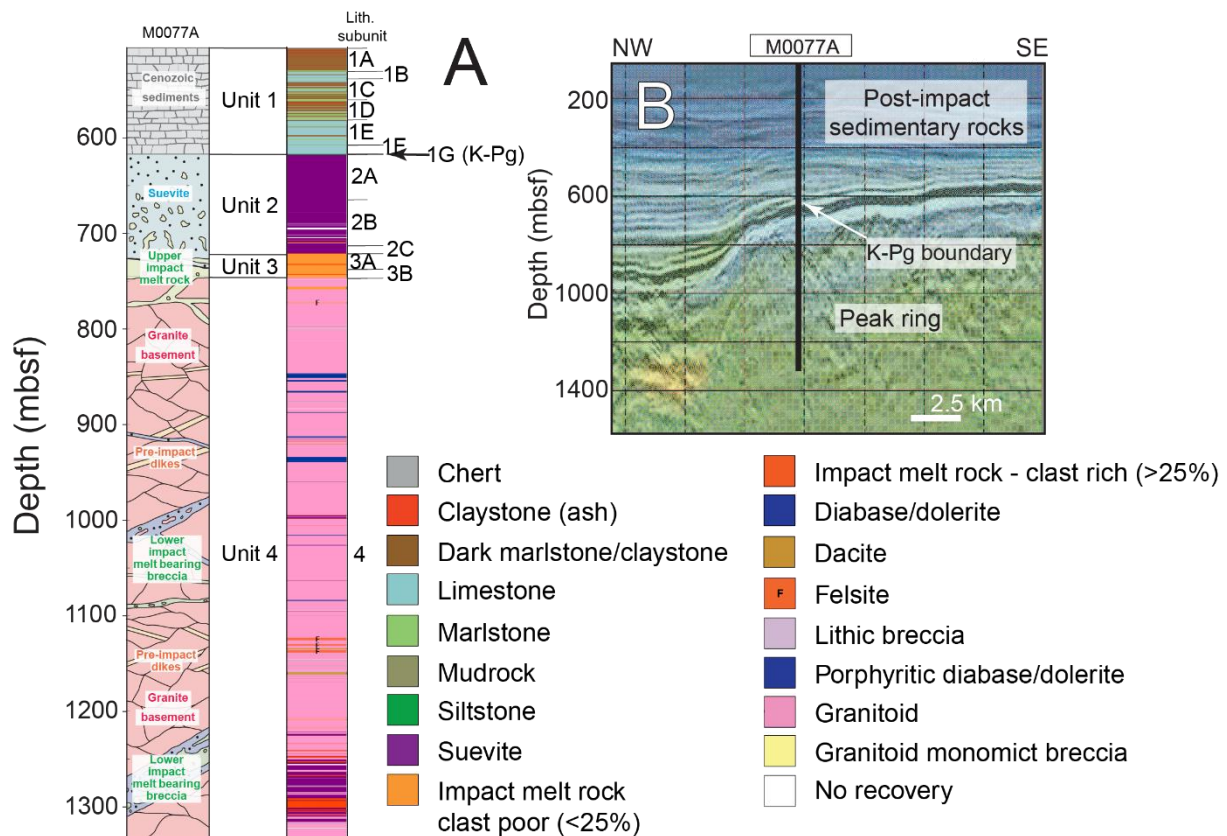 M0077A
Lith.
subunit
A
Cenozoic
sediments
Unit 1
1A
1B
1C
1D
1E
1F
1G (K-Pg)
600
Suevite
Unit 2
2A
2B
2C
700
Upper
impact
melt rock
Unit 3
3A
3B
F
800
Granite
basement
900
Pre-impact
dikes
1000
Unit 4
4
Lower
impact
melt bearing
breccia
1100
F
F
F
Pre-impact
dikes
Granite
basement
1200
Lower
impact
melt bearing
breccia
1300
Depth (mbsf)
NW
M0077A
SE
B
200
Post-impact
sedimentary rocks
600
K-Pg boundary
1000
Peak ring
1400
2.5 km
Depth (mbsf)
Chert
Claystone (ash)
Dark marlstone/claystone
Limestone
Marlstone
Mudrock
Siltstone
Suevite
Impact melt rock
clast poor (<25%)
Impact melt rock - clast rich (>25%)
Diabase/dolerite
Dacite
F
Felsite
Lithic breccia
Porphyritic diabase/dolerite
Granitoid
Granitoid monomict breccia
No recovery